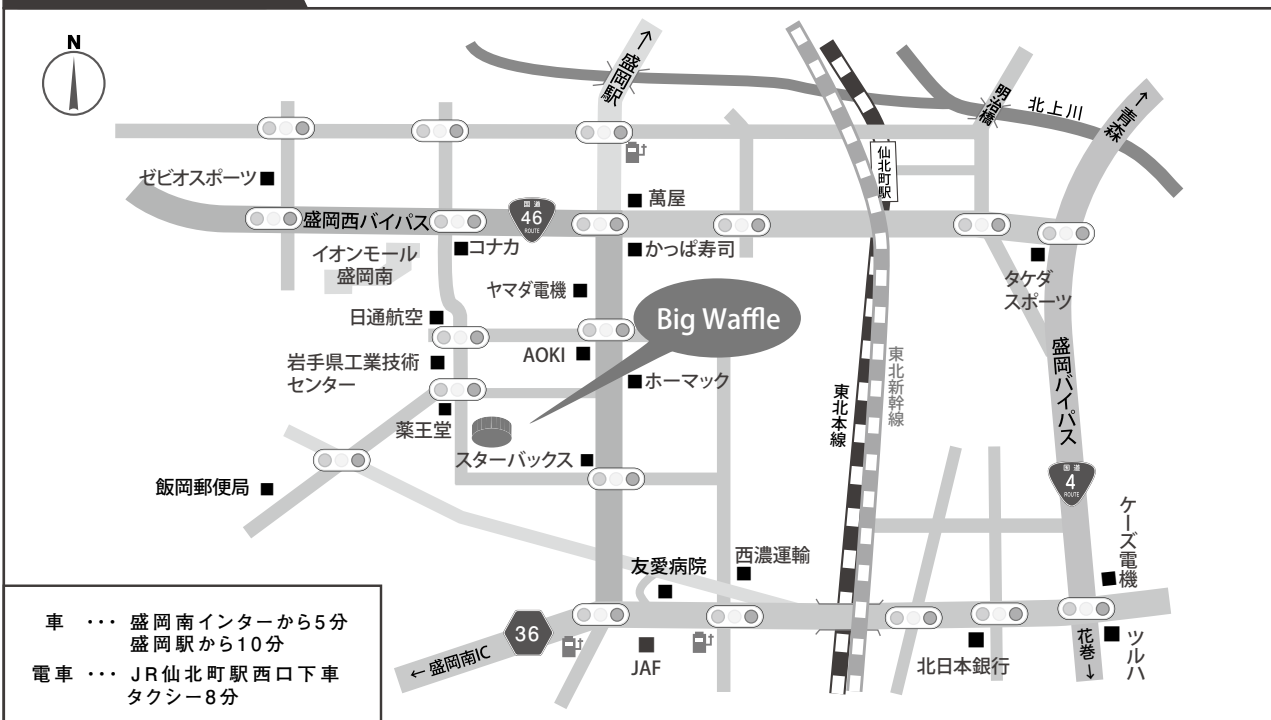 N
↑ 盛岡駅
明治橋
北上川
↑ 青森
仙北町駅
ゼビオスポーツ
萬屋
盛岡西バイパス
国道
46
ROUTE
コナカ
かっぱ寿司
イオンモール
盛岡南
タケダ
スポーツ
ヤマダ電機
日通航空
Big Waffle
AOKI
岩手県工業技術
センター
ホーマック
東北新幹線
東北本線
盛岡バイパス
薬王堂
スターバックス
飯岡郵便局
国道
4
ROUTE
ケーズ電機
西濃運輸
友愛病院
36
← 盛岡南IC
JAF
北日本銀行
花巻 ↓
ツルハ
車 ・・・ 盛岡南インターから5分
盛岡駅から10分
電車 ・・・ JR仙北町駅西口下車
タクシー8分